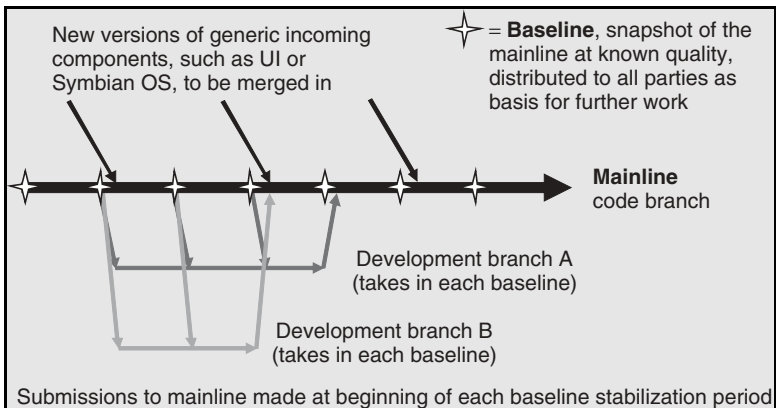 New versions of generic incoming
components, such as UI or
Symbian OS, to be merged in
= Baseline, snapshot of the
mainline at known quality,
distributed to all parties as
basis for further work
Mainline
code branch
Development branch A
(takes in each baseline)
Development branch B
(takes in each baseline)
Submissions to mainline made at beginning of each baseline stabilization period